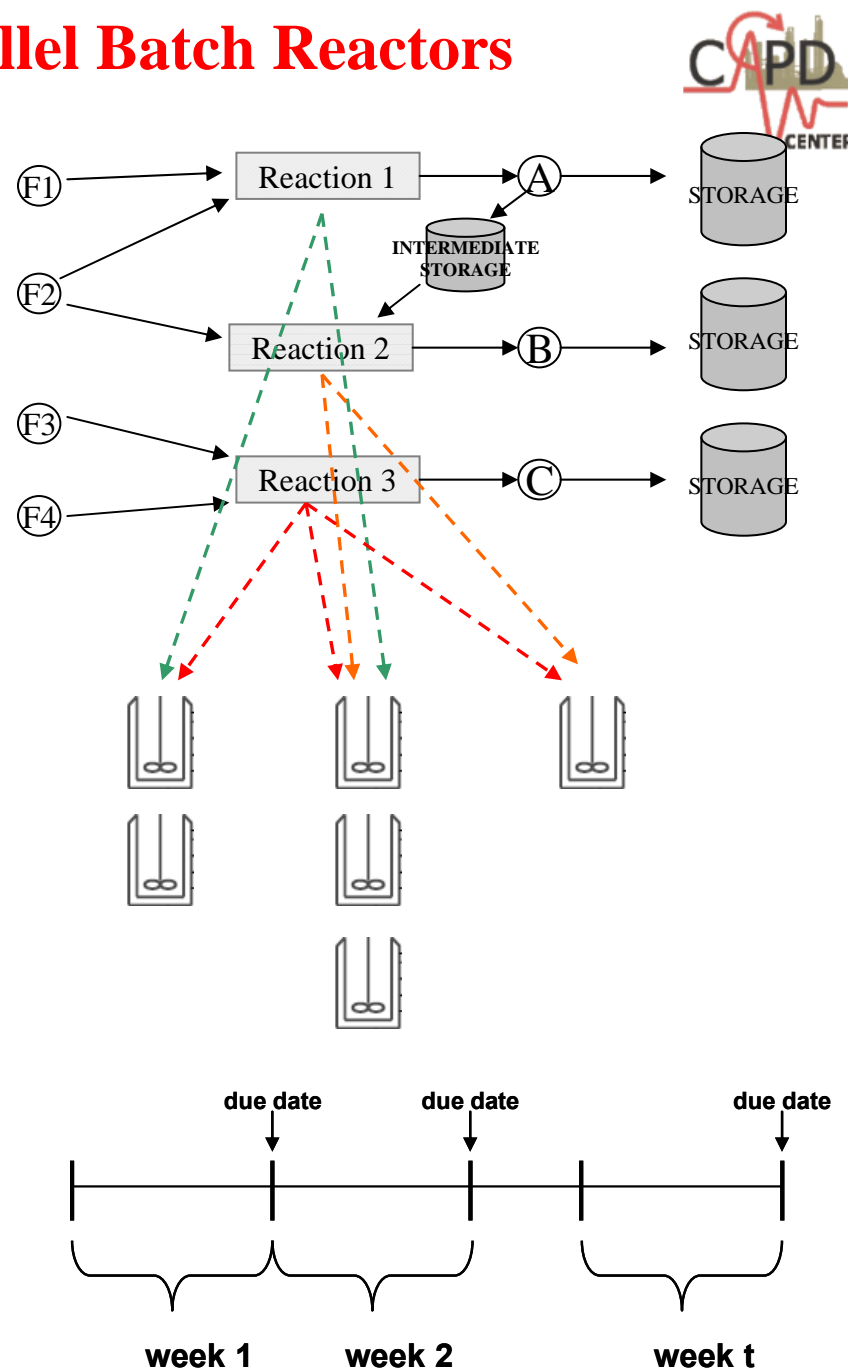 llel Batch Reactors
CAPD
CENTER
F1
Reaction 1
A
STORAGE
INTERMEDIATE
STORAGE
F2
Reaction 2
B
STORAGE
F3
Reaction 3
C
STORAGE
F4
due date due date due date
week 1 week 2 week t